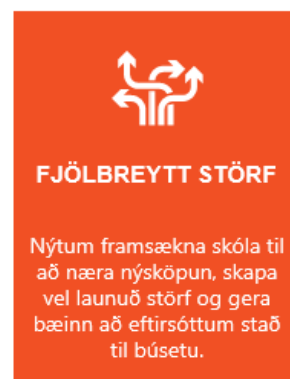 FJÖLBREYTT STÖRF
Nýtum framsækna skóla til
að næra nýsköpun, skapa
vel launuð störf og gera
bæinn að eftirsóttum stað
til búsetu.